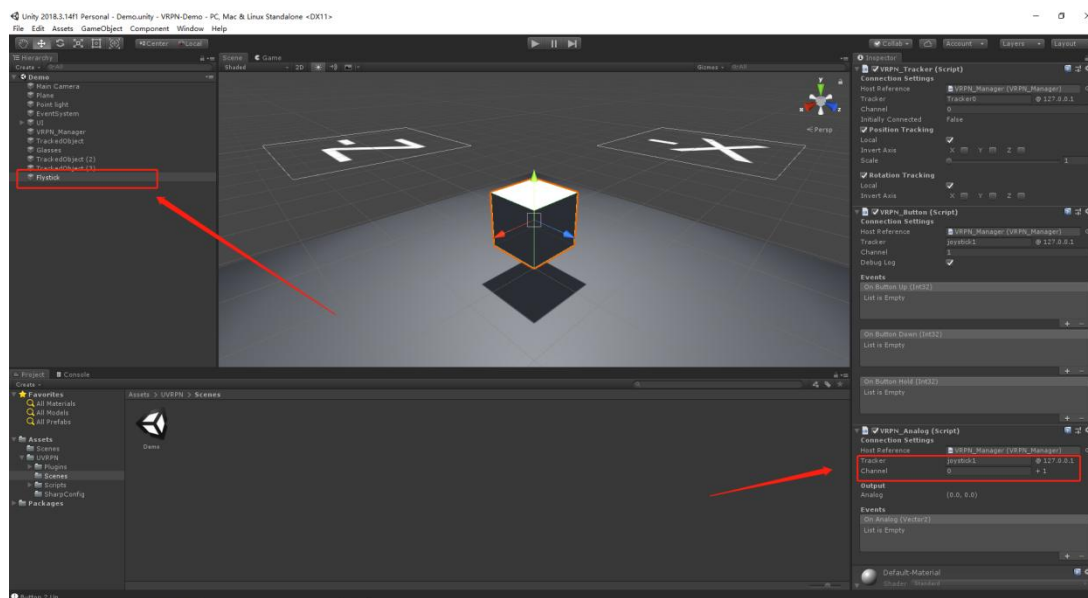 Unity 2018.3.14f1 Personal - Demo.unity - VRPN-Demo - PC, Mac & Linux Standalone <DX11>
File Edit Assets GameObject Component Window Help
Center Local
Collab Account Layers Layout
Hierarchy
Create
Demo
Main Camera
Plane
Point light
EventSystem
UI
VRPN_Manager
TrackedObject
Glasses
TrackedObject (2)
TrackedObject (3)
Flystick
Scene Game
Shaded 2D Gizmos
y
x z
Persp
Z -X
Inspector
VRPN_Tracker (Script)
Connection Settings
Host Reference VRPN_Manager (VRPN_Manager)
Tracker Tracker0 @ 127.0.0.1
Channel 0
Initially Connected False
Position Tracking
Local
Invert Axis X Y Z
Scale 1
Rotation Tracking
Local
Invert Axis X Y Z
VRPN_Button (Script)
Connection Settings
Host Reference VRPN_Manager (VRPN_Manager)
Tracker joystick1 @ 127.0.0.1
Channel 1
Debug Log
Events
On Button Up (Int32)
List is Empty
+ -
On Button Down (Int32)
List is Empty
+ -
On Button Hold (Int32)
List is Empty
+ -
VRPN_Analog (Script)
Connection Settings
Host Reference VRPN_Manager (VRPN_Manager)
Tracker joystick1 @ 127.0.0.1
Channel 0 + 1
Output
Analog (0.0, 0.0)
Events
On Analog (Vector2)
List is Empty
+ -
Default-Material
Shader Standard
Project Console
Create
Favorites
All Materials
All Models
All Prefabs
Assets
Scenes
UVRPN
Plugins
Scenes
Scripts
SharpConfig
Packages
Assets > UVRPN > Scenes
Demo
Button 2 Up